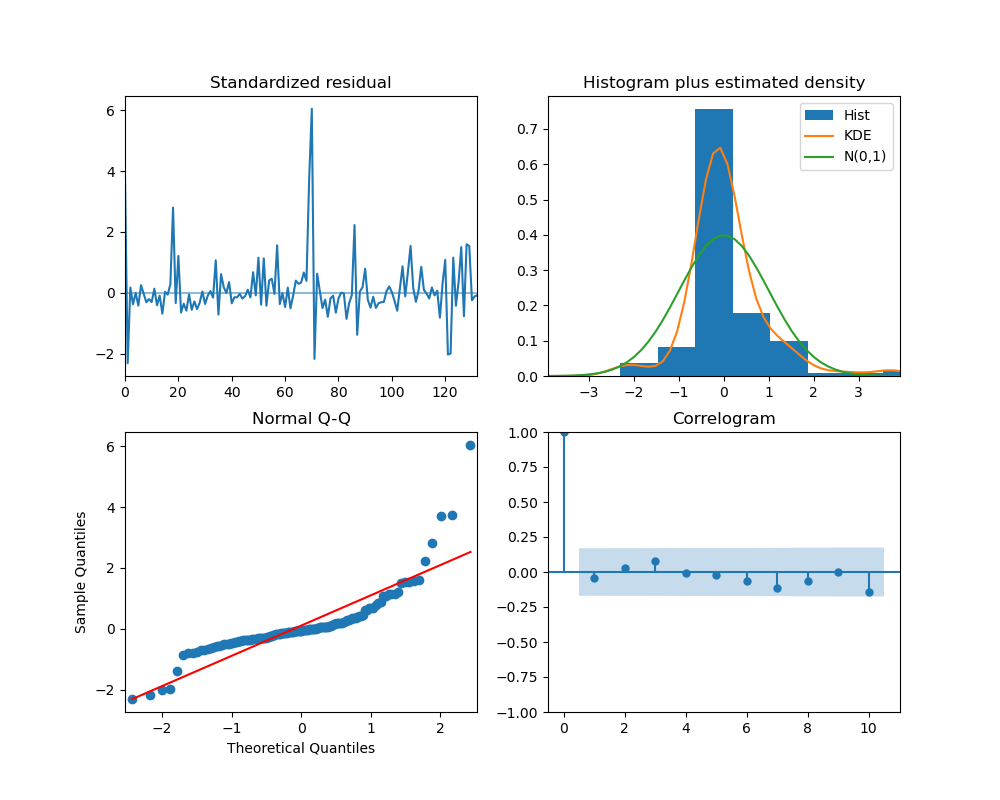 Standardized residual
6
4
2
0
−2
0 20 40 60 80 100 120
Histogram plus estimated density
0.7
0.6
0.5
0.4
0.3
0.2
0.1
0.0
−3 −2 −1 0 1 2 3
Hist
KDE
N(0,1)
Normal Q-Q
Sample Quantiles
6
4
2
0
−2
−2 −1 0 1 2
Theoretical Quantiles
Correlogram
1.00
0.75
0.50
0.25
0.00
−0.25
−0.50
−0.75
−1.00
0 2 4 6 8 10